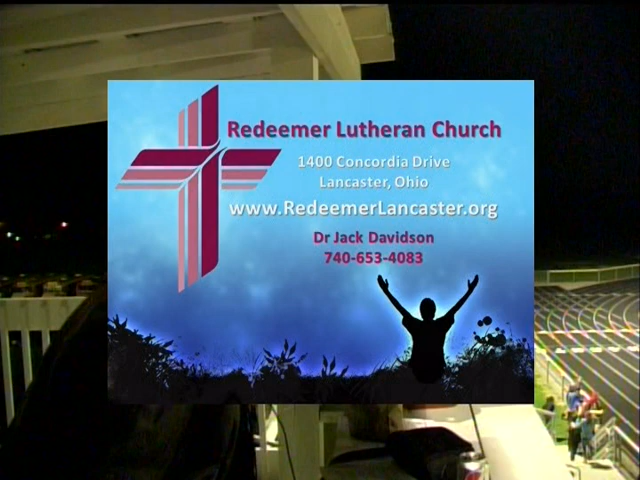 Redeemer Lutheran Church
1400 Concordia Drive
Lancaster, Ohio
www.RedeemerLancaster.org
Dr Jack Davidson
740-653-4083